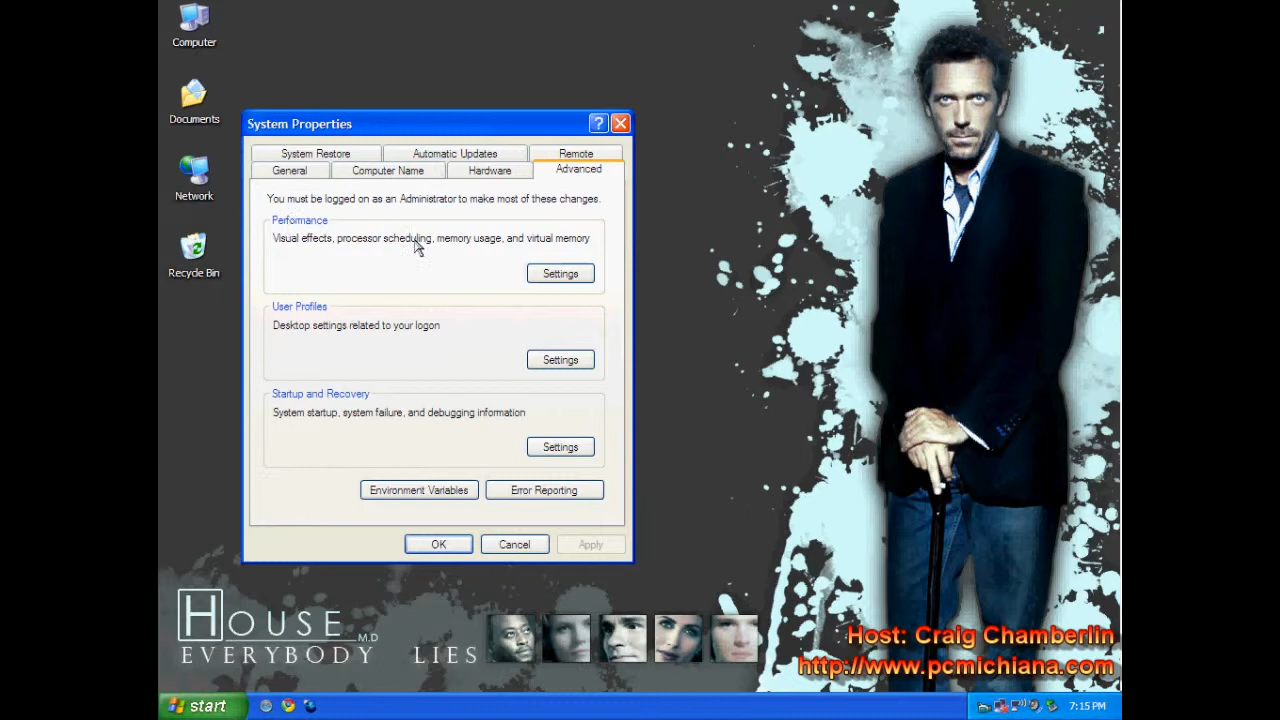 Computer
Documents
Network
Recycle Bin
System Properties
System Restore
Automatic Updates
Remote
General
Computer Name
Hardware
Advanced
You must be logged on as an Administrator to make most of these changes.
Performance
Visual effects, processor scheduling, memory usage, and virtual memory
Settings
User Profiles
Desktop settings related to your logon
Settings
Startup and Recovery
System startup, system failure, and debugging information
Settings
Environment Variables
Error Reporting
OK
Cancel
Apply
HOUSE M.D
EVERYBODY LIES
Host: Craig Chamberlin
http://www.pcmichiana.com
start
7:15 PM